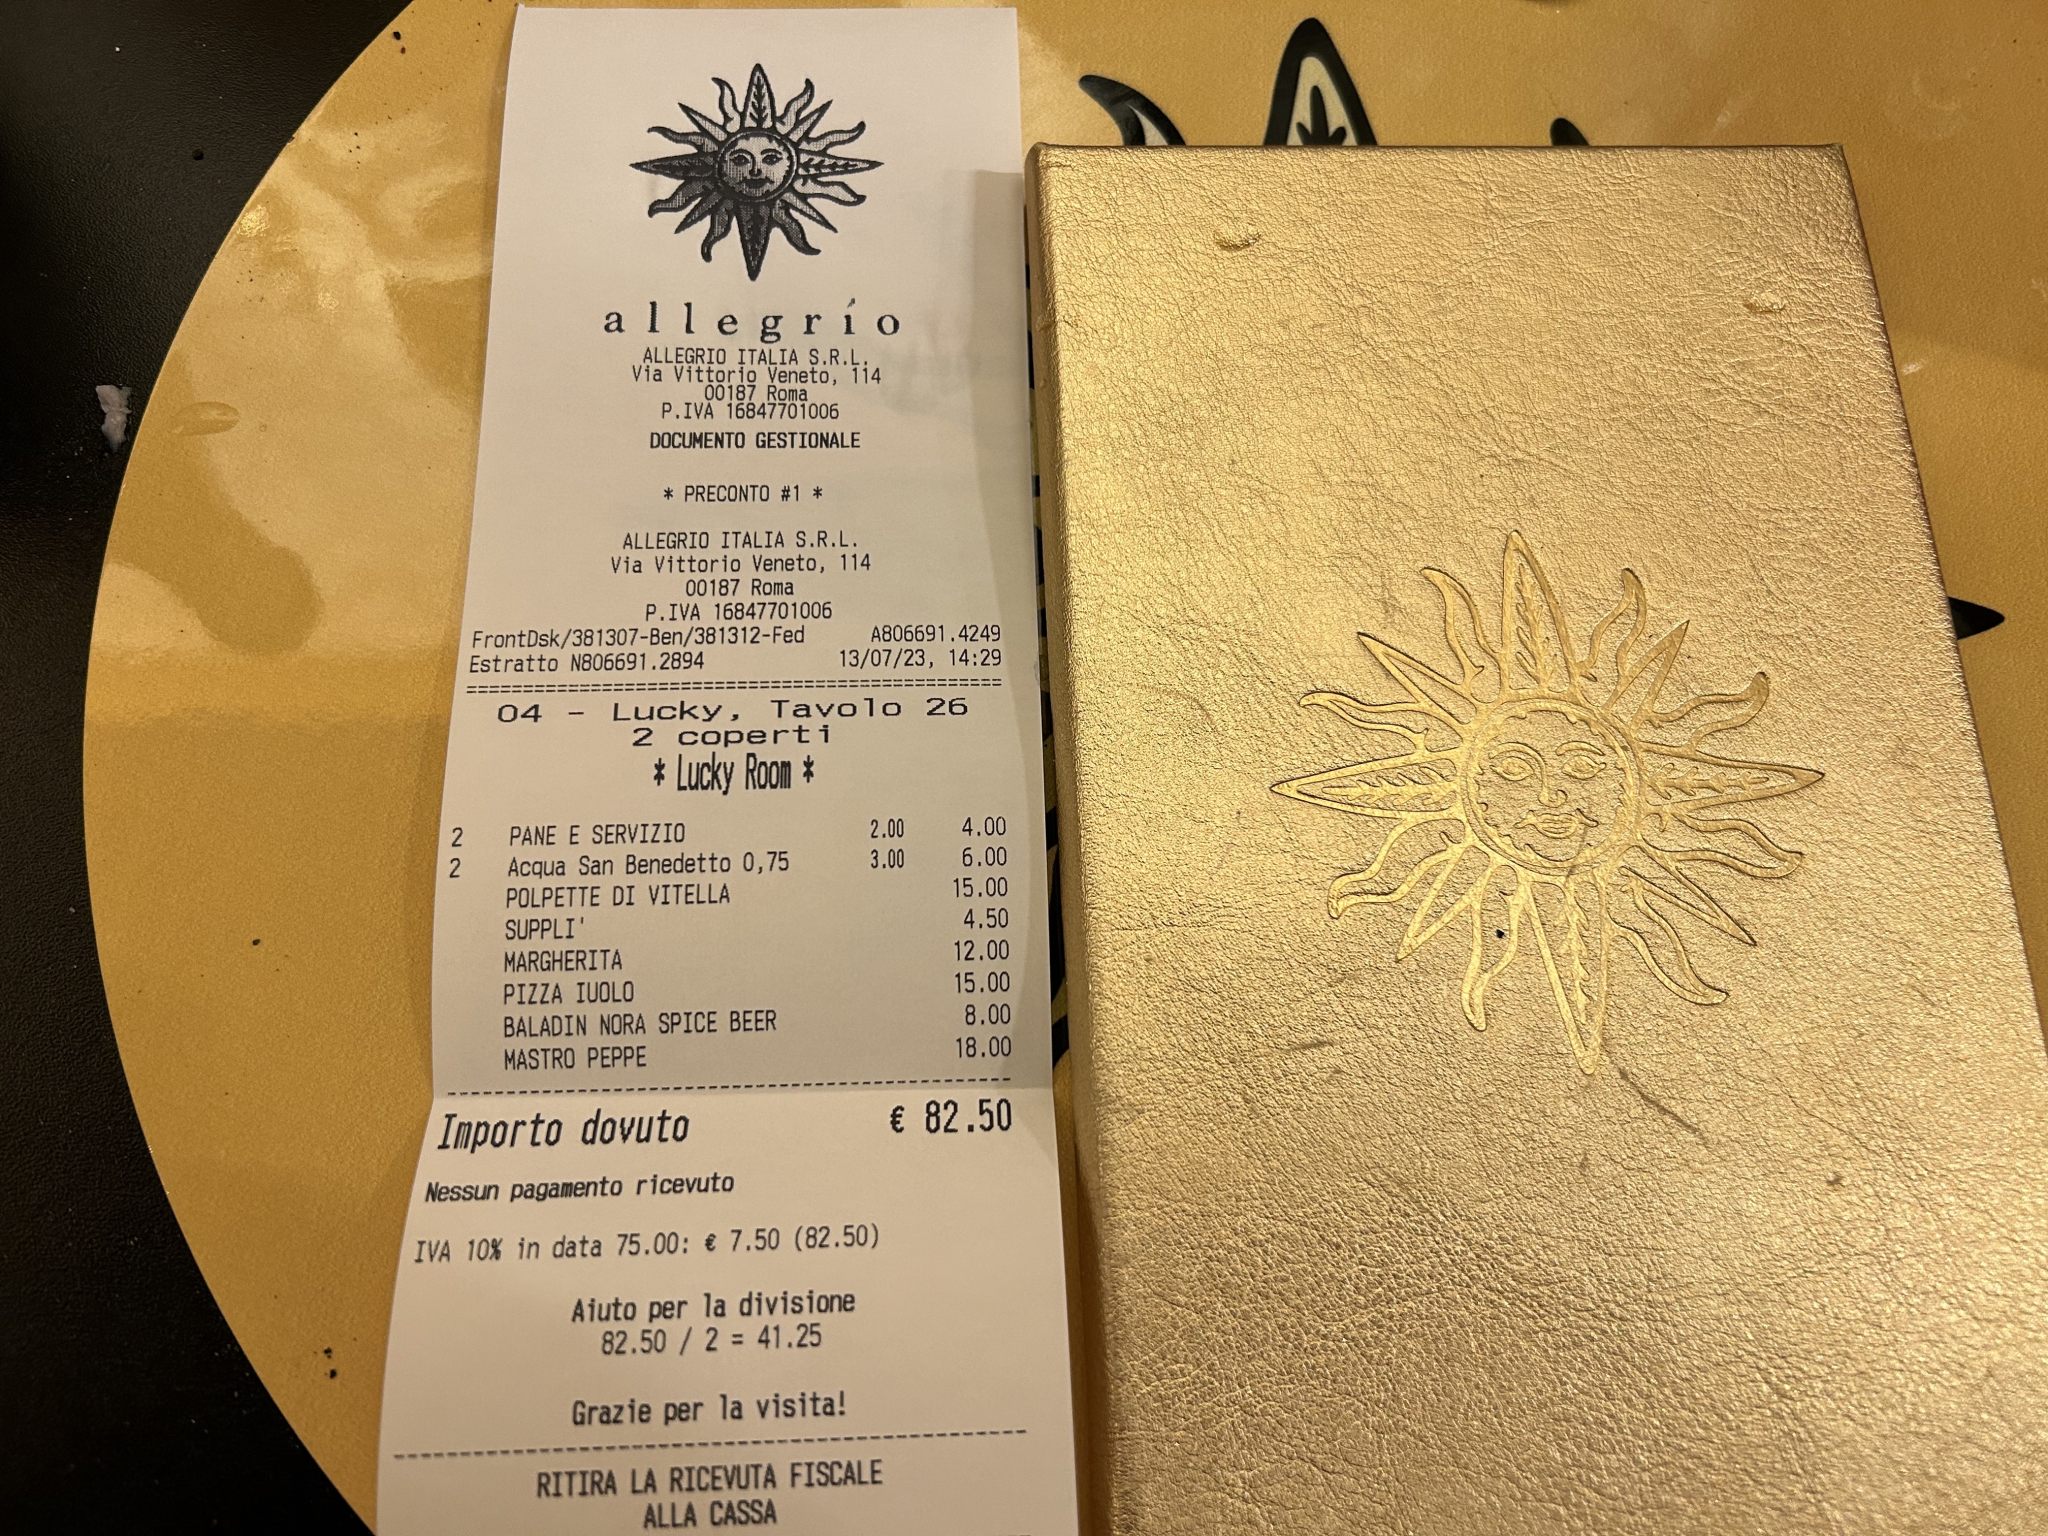 allegrío
ALLEGRIO ITALIA S.R.L.
Via Vittorio Veneto, 114
00187 Roma
P.IVA 16847701006
DOCUMENTO GESTIONALE
* PRECONTO #1 *
ALLEGRIO ITALIA S.R.L.
Via Vittorio Veneto, 114
00187 Roma
P.IVA 16847701006
FrontDsk/381307-Ben/381312-Fed A806691.4249
Estratto N806691.2894 13/07/23, 14:29
04 - Lucky, Tavolo 26
2 coperti
* Lucky Room *
2 PANE E SERVIZIO 2.00 4.00
2 Acqua San Benedetto 0,75 3.00 6.00
POLPETTE DI VITELLA 15.00
SUPPLI' 4.50
MARGHERITA 12.00
PIZZA IUOLO 15.00
BALADIN NORA SPICE BEER 8.00
MASTRO PEPPE 18.00
Importo dovuto € 82.50
Nessun pagamento ricevuto
IVA 10% in data 75.00: € 7.50 (82.50)
Aiuto per la divisione
82.50 / 2 = 41.25
Grazie per la visita!
RITIRA LA RICEVUTA FISCALE
ALLA CASSA